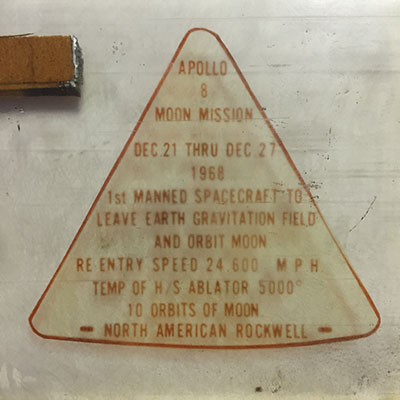 APOLLO
8
MOON MISSION
DEC. 21 THRU DEC. 27
1968
1st MANNED SPACECRAFT TO
LEAVE EARTH GRAVITATION FIELD
AND ORBIT MOON
RE ENTRY SPEED 24,600 M P H
TEMP OF H/S ABLATOR 5000°
10 ORBITS OF MOON
- NORTH AMERICAN ROCKWELL -